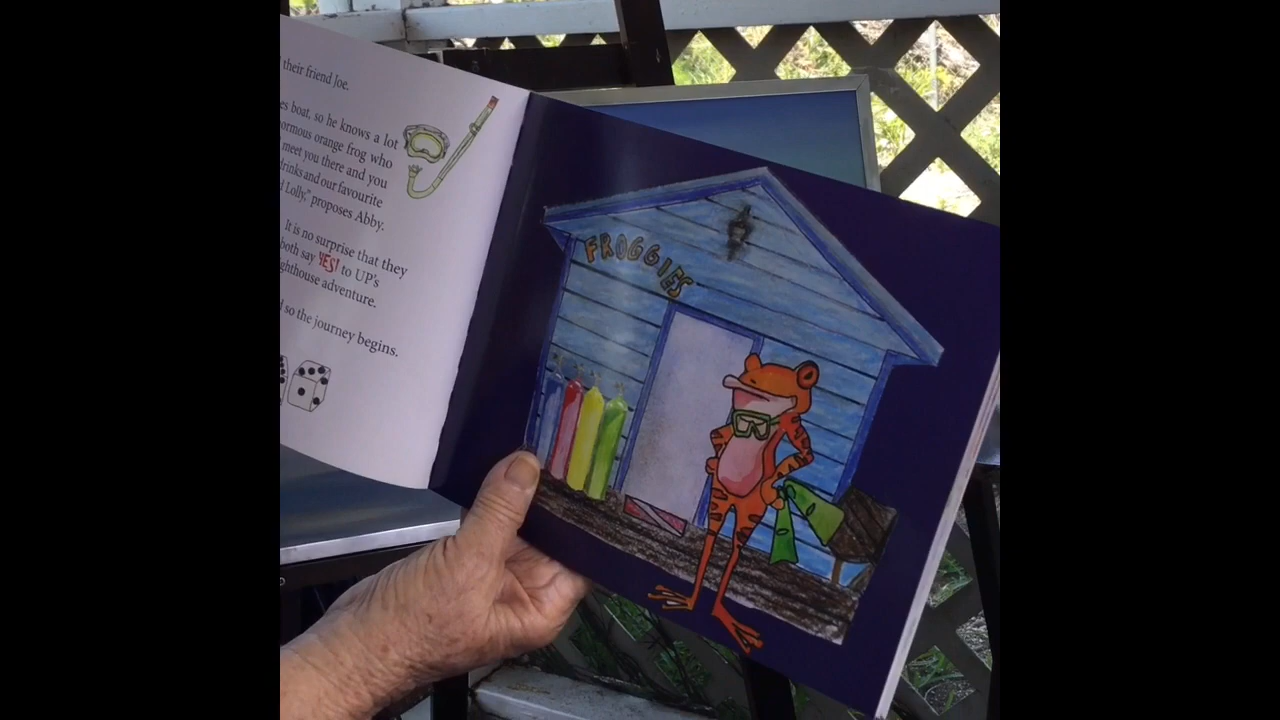 their friend Joe.
es boat, so he knows a lot
ormous orange frog who
meet you there and you
drinks and our favourite
Lolly," proposes Abby.
It is no surprise that they
both say YES! to UP's
ghthouse adventure.
so the journey begins.
FROGGIES